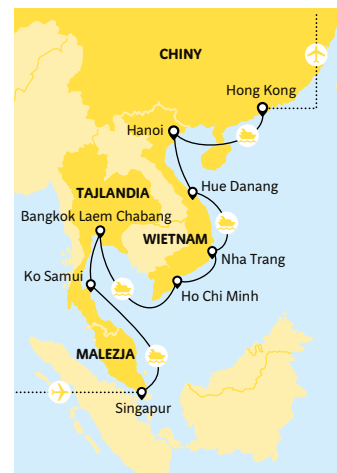 CHINY
Hong Kong
Hanoi
TAJLANDIA
Hue Danang
Bangkok Laem Chabang
WIETNAM
Nha Trang
Ko Samui
Ho Chi Minh
MALEZJA
Singapur